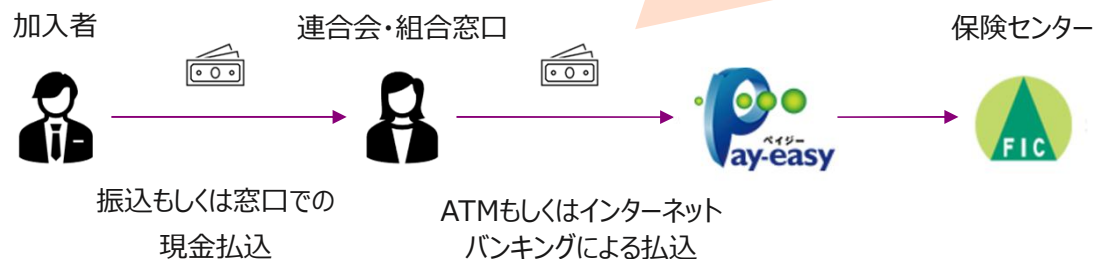 加入者
連合会・組合窓口
保険センター
ペイジー
Pay-easy
FIC
振込もしくは窓口での
現金払込
ATMもしくはインターネット
バンキングによる払込